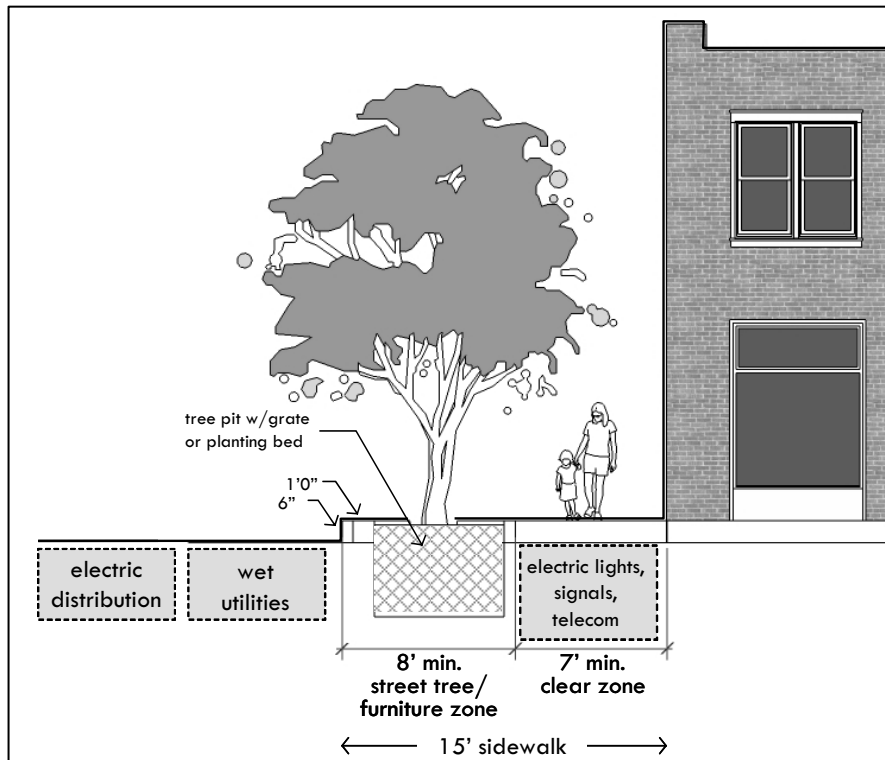 tree pit w/grate
or planting bed
1’0”
6”
electric
distribution
wet
utilities
electric lights,
signals,
telecom
8’ min.
street tree/
furniture zone
7’ min.
clear zone
15’ sidewalk